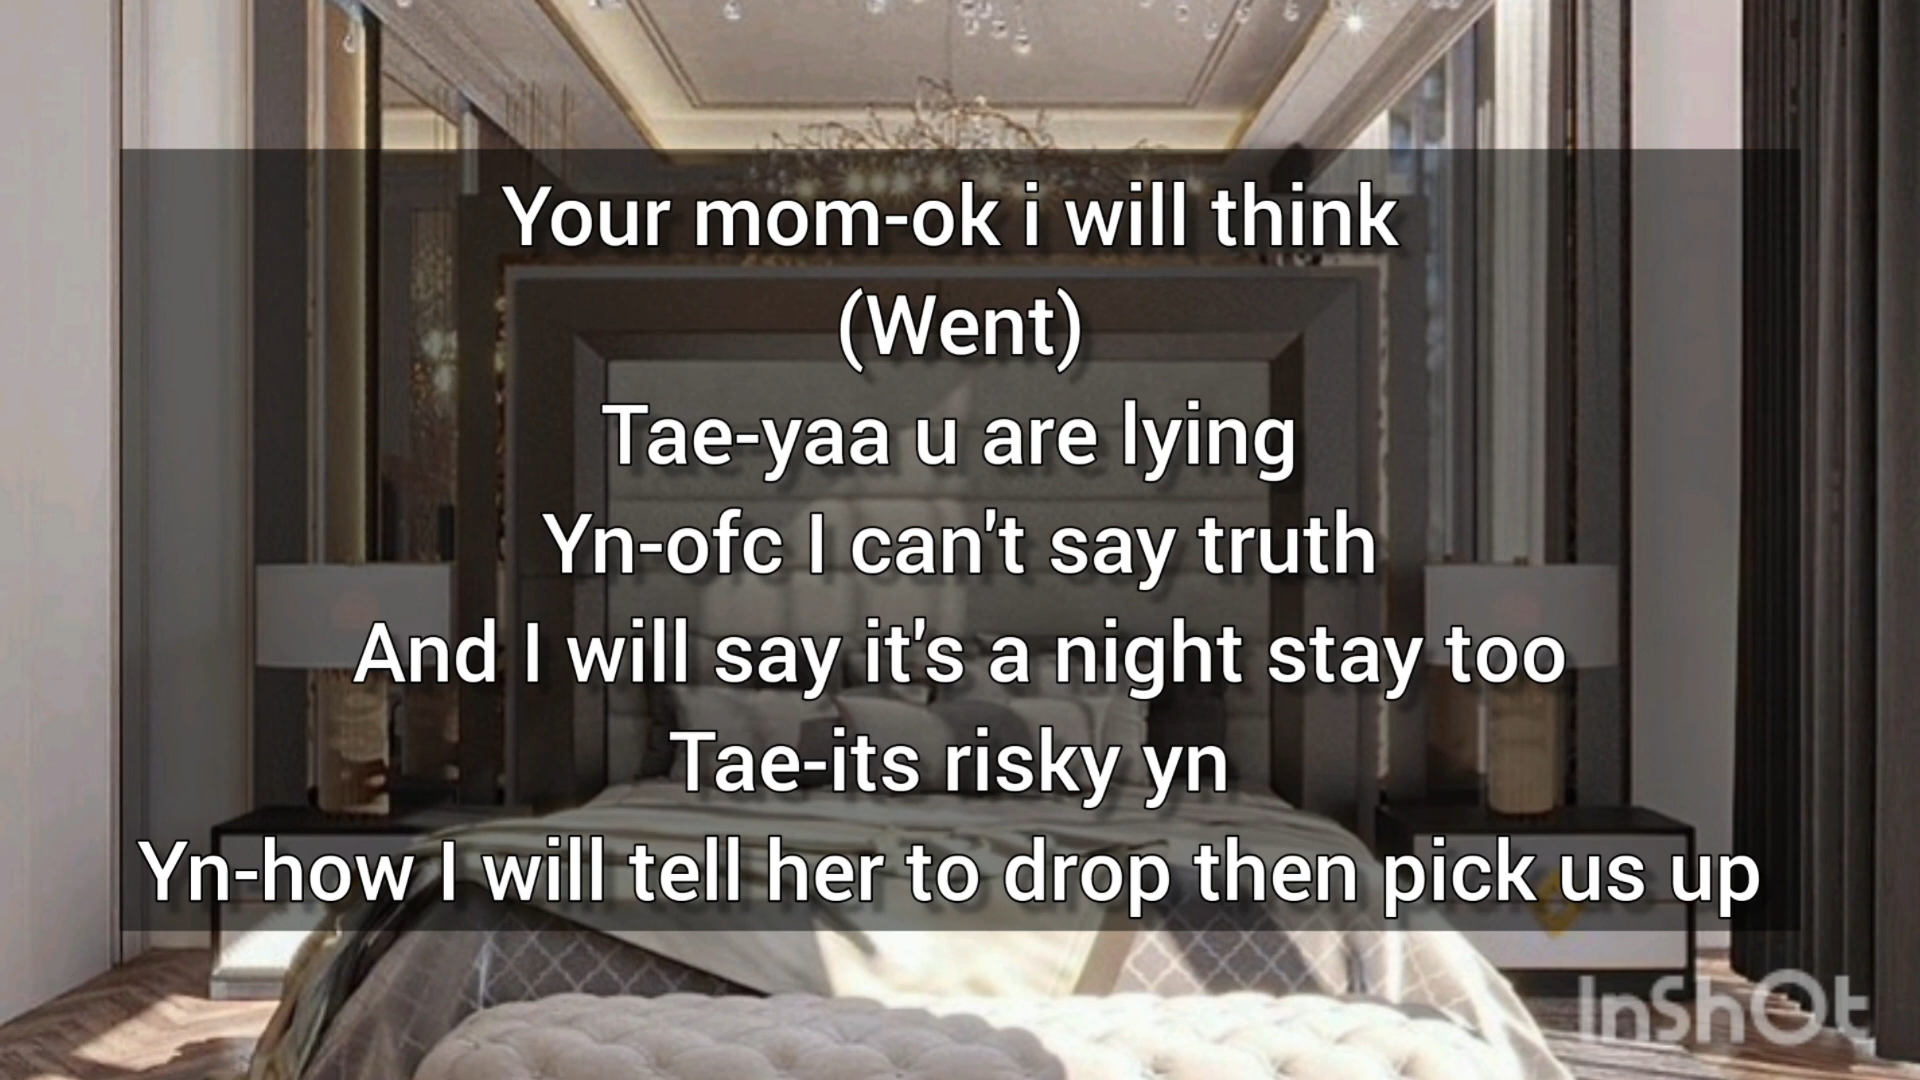 Your mom-ok i will think
(Went)
Tae-yaa u are lying
Yn-ofc I can't say truth
And I will say it's a night stay too
Tae-its risky yn
Yn-how I will tell her to drop then pick us up
InShOt